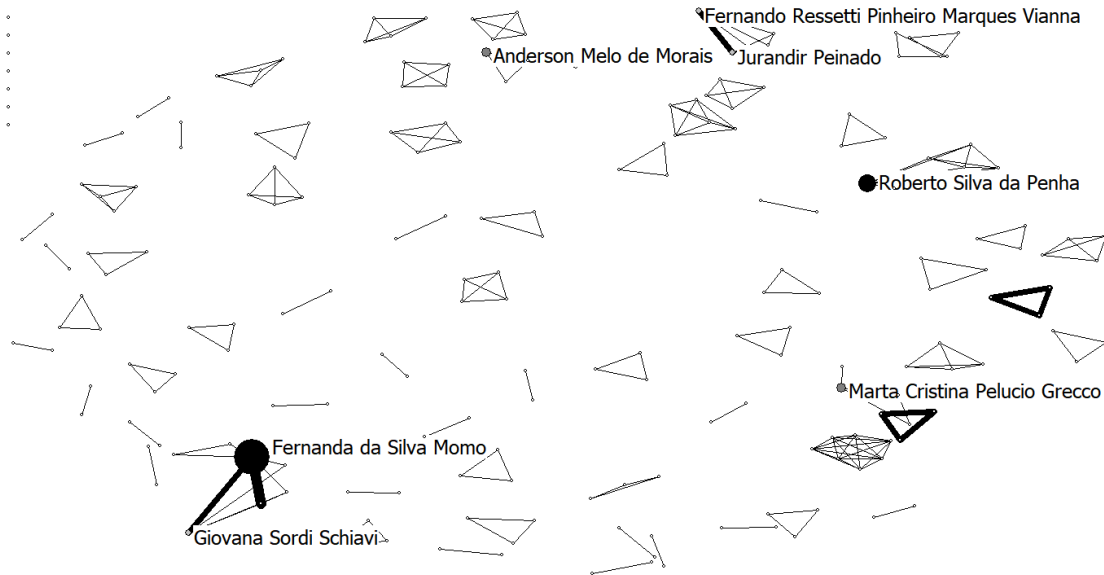 Fernando Ressetti Pinheiro Marques Vianna
Anderson Melo de Morais
Jurandir Peinado
Roberto Silva da Penha
Marta Cristina Pelucio Grecco
Fernanda da Silva Momo
Giovana Sordi Schiavi